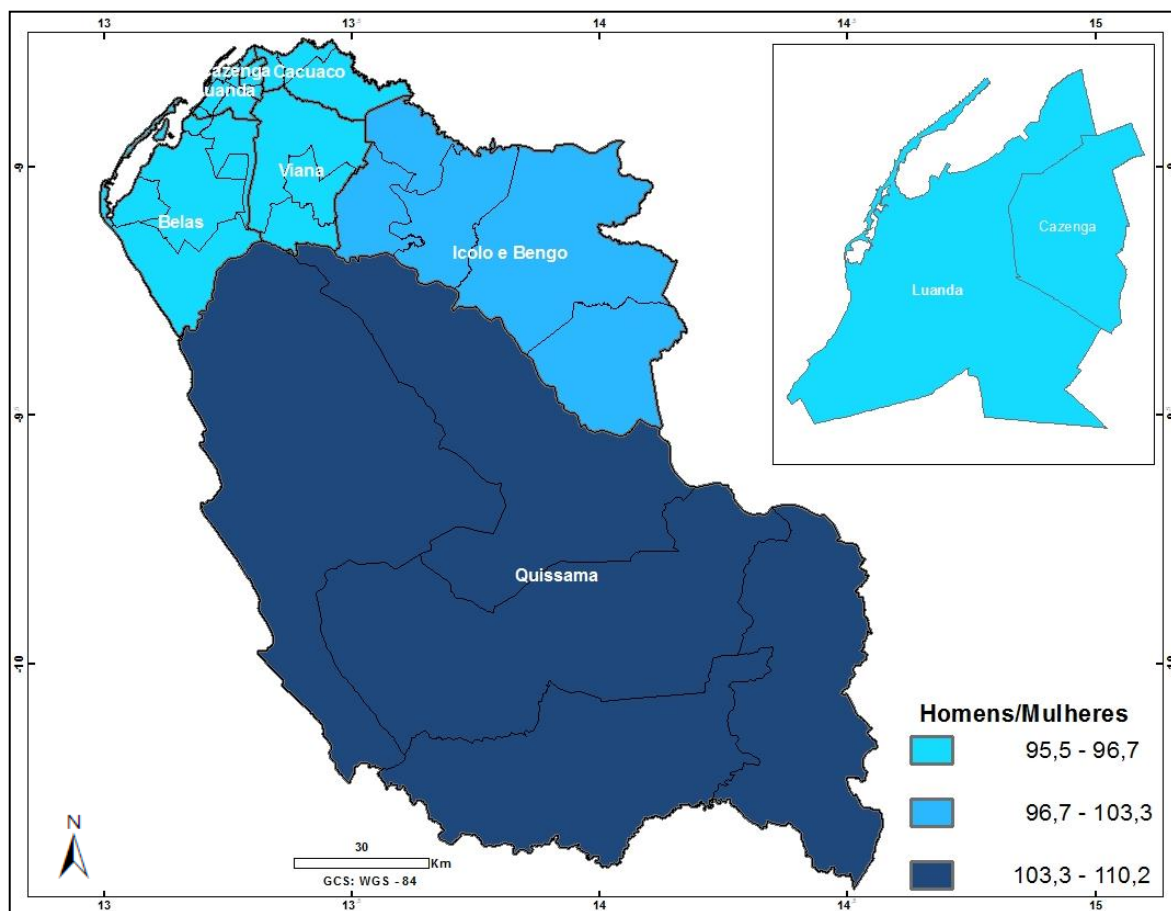 13 13 14 14 15
Cazenga
Cacuaco
Luanda
-9
Viana
Belas
Icolo e Bengo
Cazenga
Luanda
-9
Quissama
-10
Homens/Mulheres
95,5 - 96,7
96,7 - 103,3
103,3 - 110,2
N
30
Km
GCS: WGS - 84
13 13 14 14 15